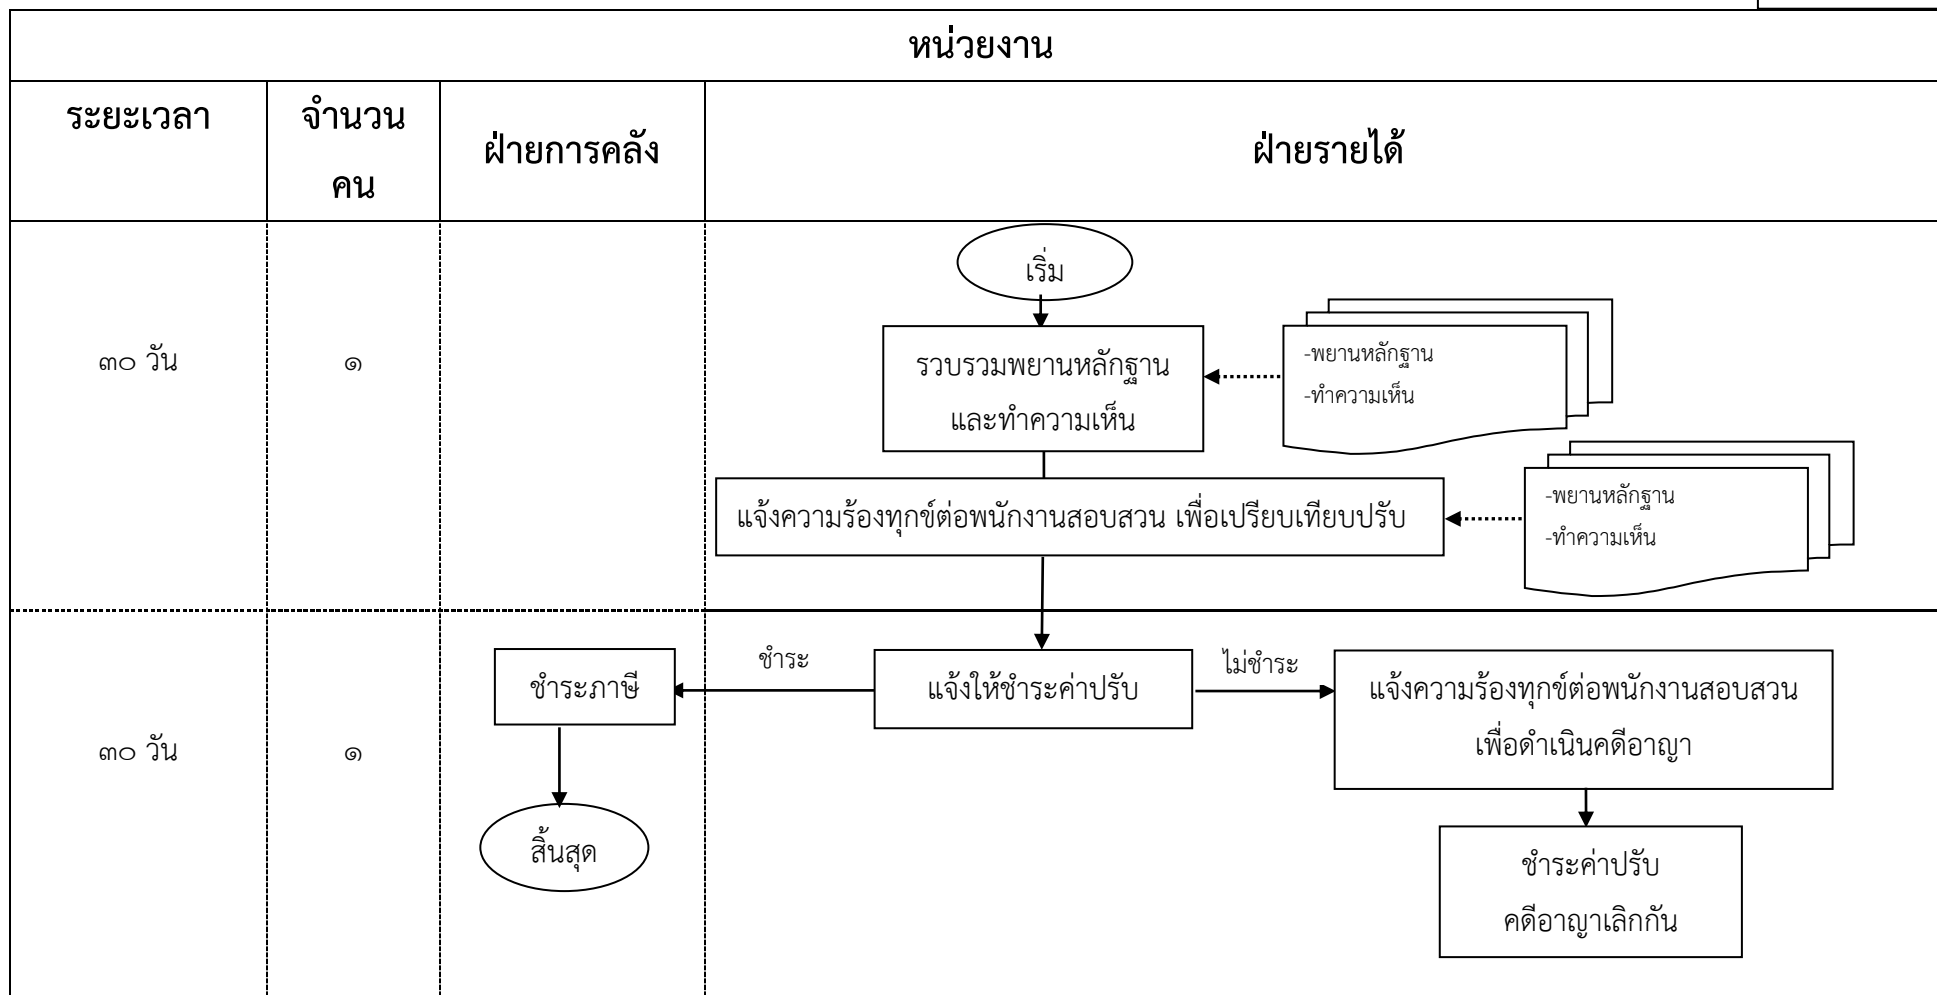 หน่วยงาน
ระยะเวลา
จำนวน
คน
ฝ่ายการคลัง
ฝ่ายรายได้
เริ่ม
๓๐ วัน
๑
รวบรวมพยานหลักฐาน
และทำความเห็น
-พยานหลักฐาน
-ทำความเห็น
แจ้งความร้องทุกข์ต่อพนักงานสอบสวน เพื่อเปรียบเทียบปรับ
-พยานหลักฐาน
-ทำความเห็น
๓๐ วัน
๑
ชำระภาษี
ชำระ
แจ้งให้ชำระค่าปรับ
ไม่ชำระ
แจ้งความร้องทุกข์ต่อพนักงานสอบสวน
เพื่อดำเนินคดีอาญา
สิ้นสุด
ชำระค่าปรับ
คดีอาญาเลิกกัน